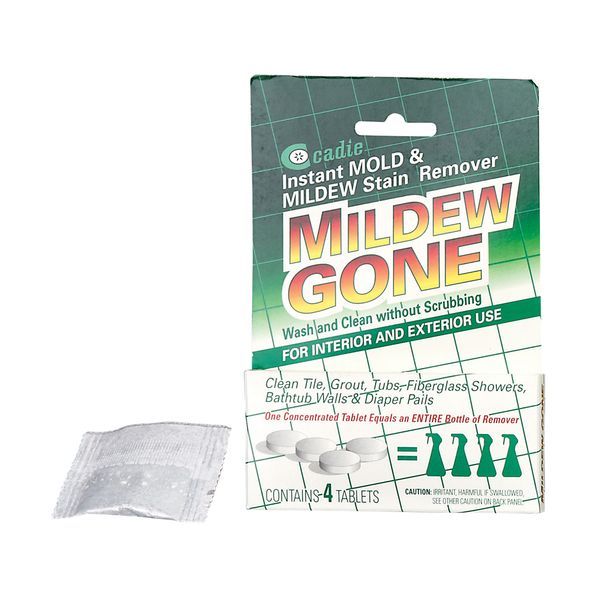 cadie
Instant MOLD &
MILDEW Stain Remover
MILDEW
GONE
Wash and Clean without Scrubbing
FOR INTERIOR AND EXTERIOR USE
Clean Tile, Grout, Tubs, Fiberglass Showers,
Bathtub Walls & Diaper Pails
One Concentrated Tablet Equals an ENTIRE Bottle of Remover
=
CONTAINS 4 TABLETS
CAUTION: IRRITANT, HARMFUL IF SWALLOWED,
SEE OTHER CAUTION ON BACK PANEL